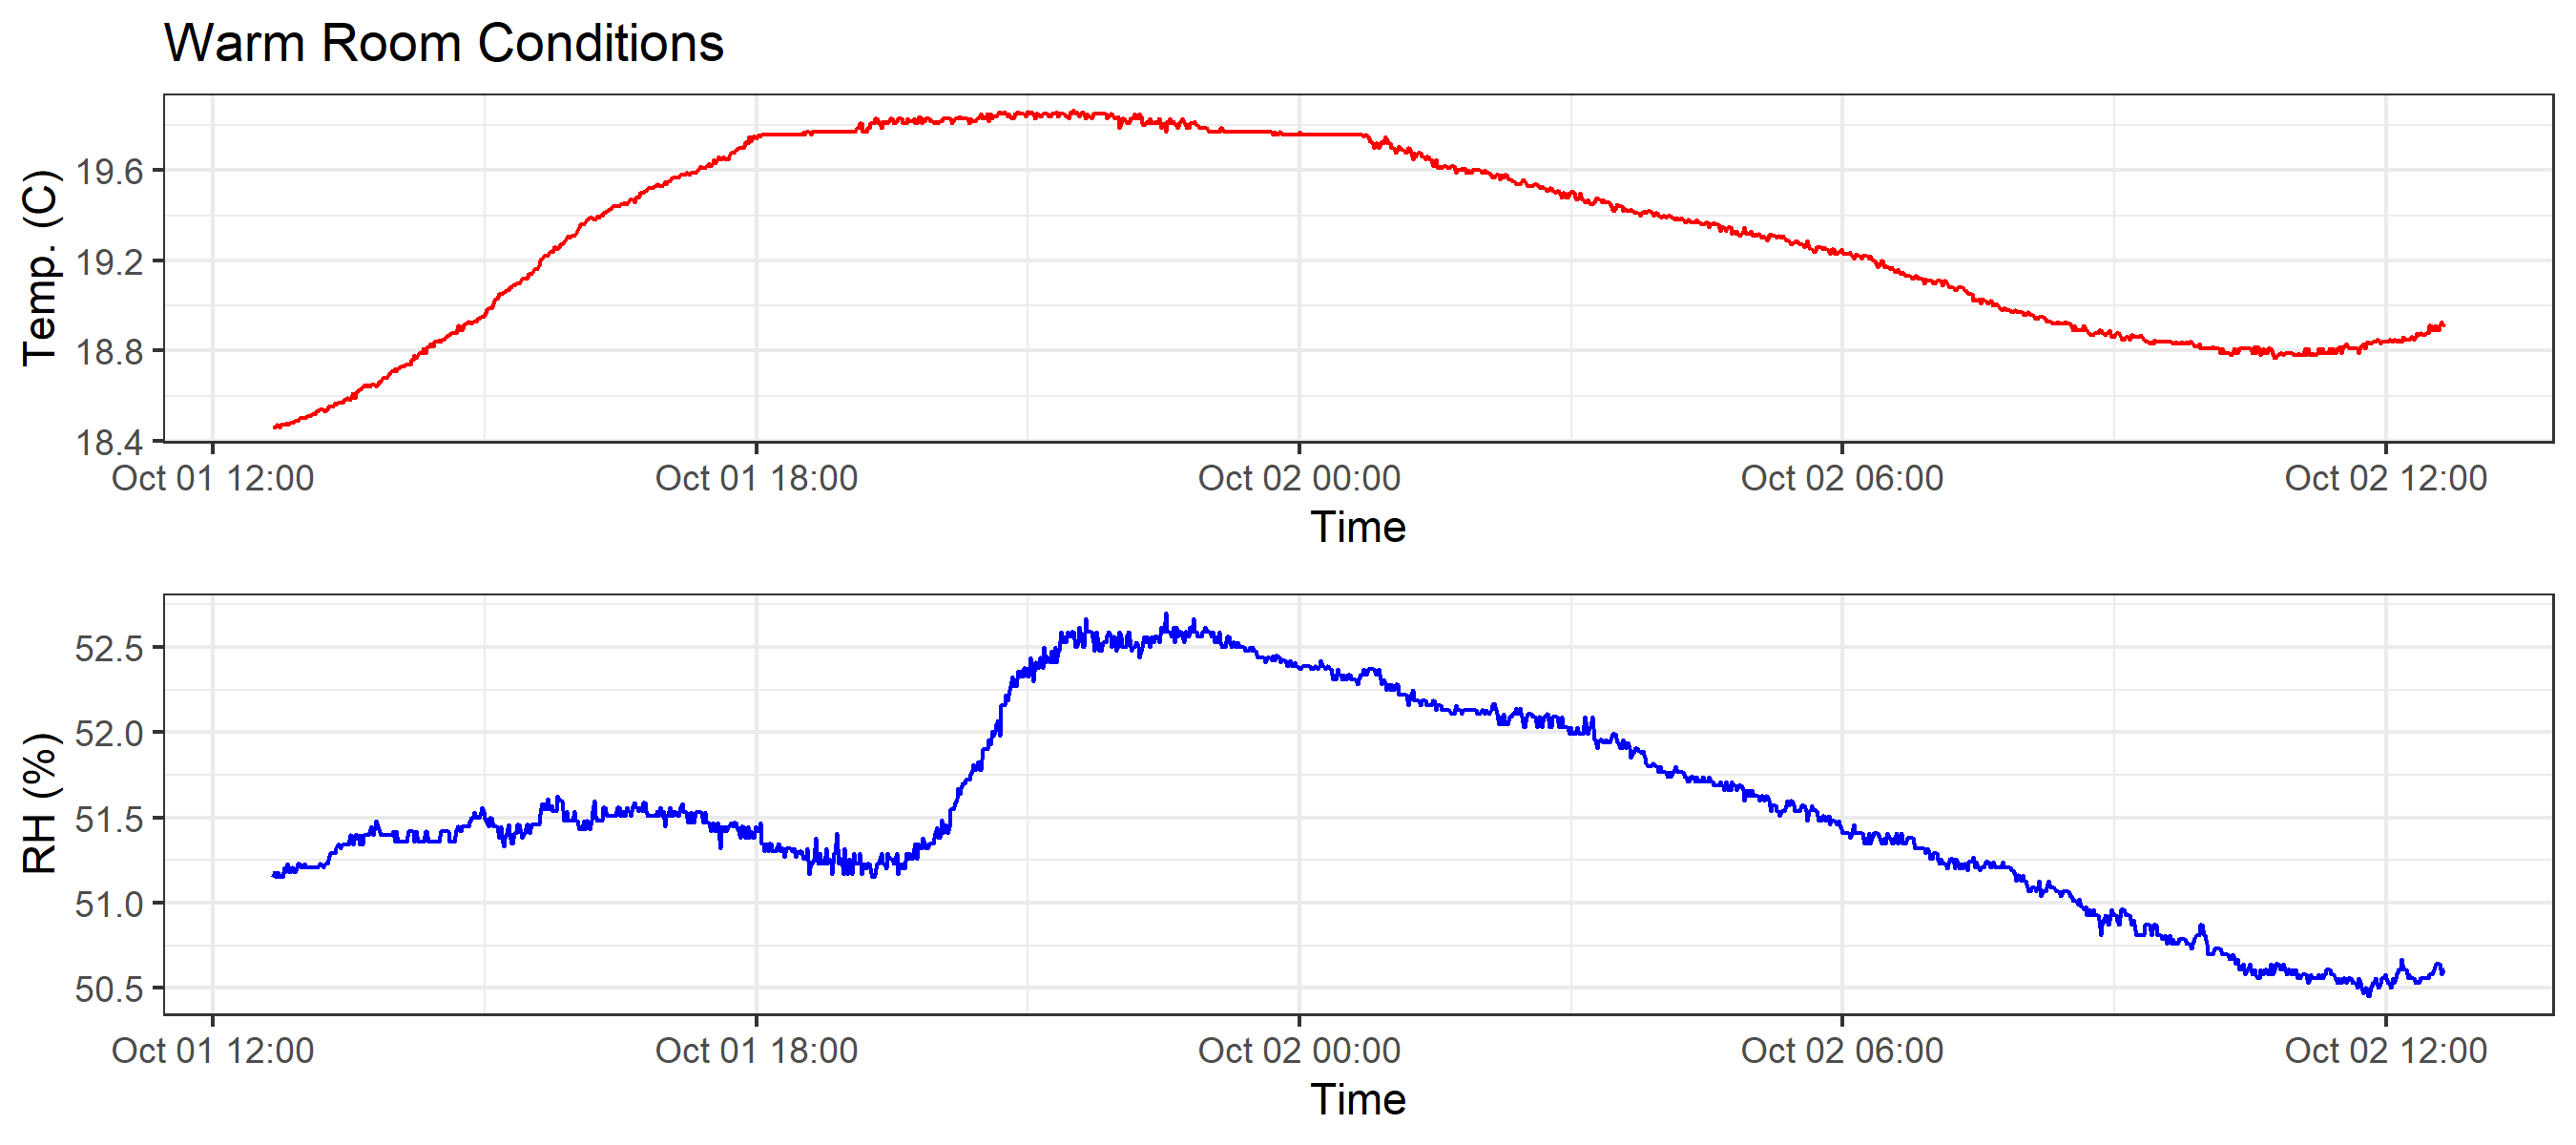 Warm Room Conditions
Temp. (C)
19.6
19.2
18.8
18.4
Oct 01 12:00 Oct 01 18:00 Oct 02 00:00 Oct 02 06:00 Oct 02 12:00
Time
RH (%)
52.5
52.0
51.5
51.0
50.5
Oct 01 12:00 Oct 01 18:00 Oct 02 00:00 Oct 02 06:00 Oct 02 12:00
Time